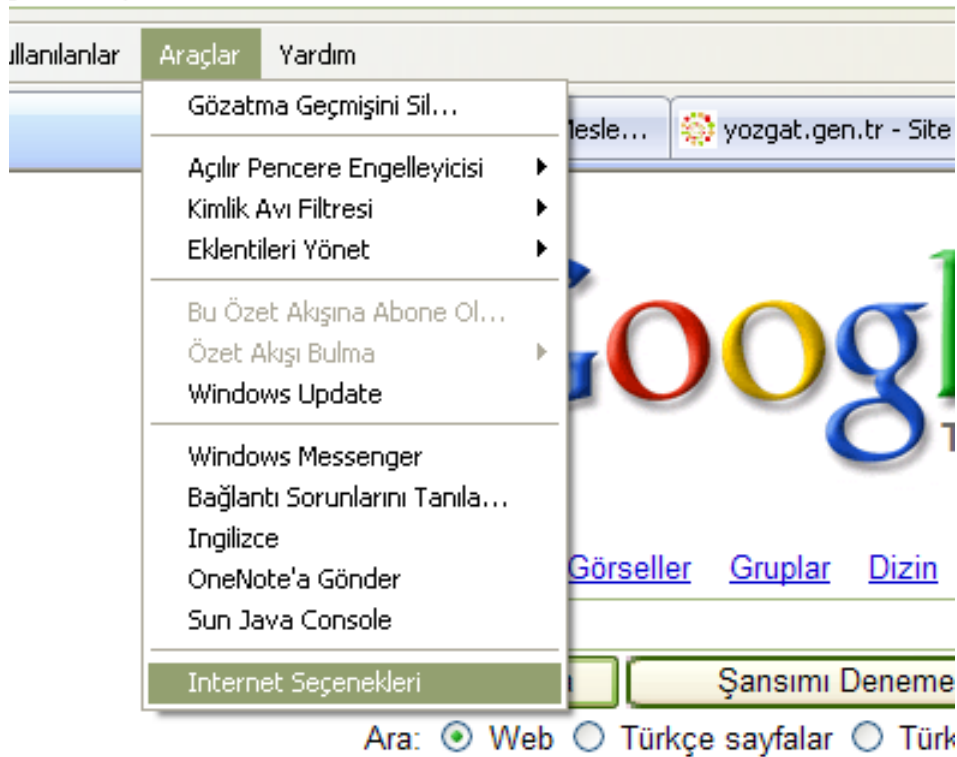 Araçlar Yardım
Gözatma Geçmişini Sil...
yozgat.gen.tr - Site
Açılır Pencere Engelleyicisi
Kimlik Avı Filtresi
Eklentileri Yönet
Bu Özet Akışına Abone Ol...
Özet Akışı Bulma
Windows Update
Windows Messenger
Bağlantı Sorunlarını Tanıla...
Ingilizce
OneNote'a Gönder
Görseller Gruplar Dizin
Sun Java Console
Internet Seçenekleri
Şansımı Deneme
Ara: Web Türkçe sayfalar Türk